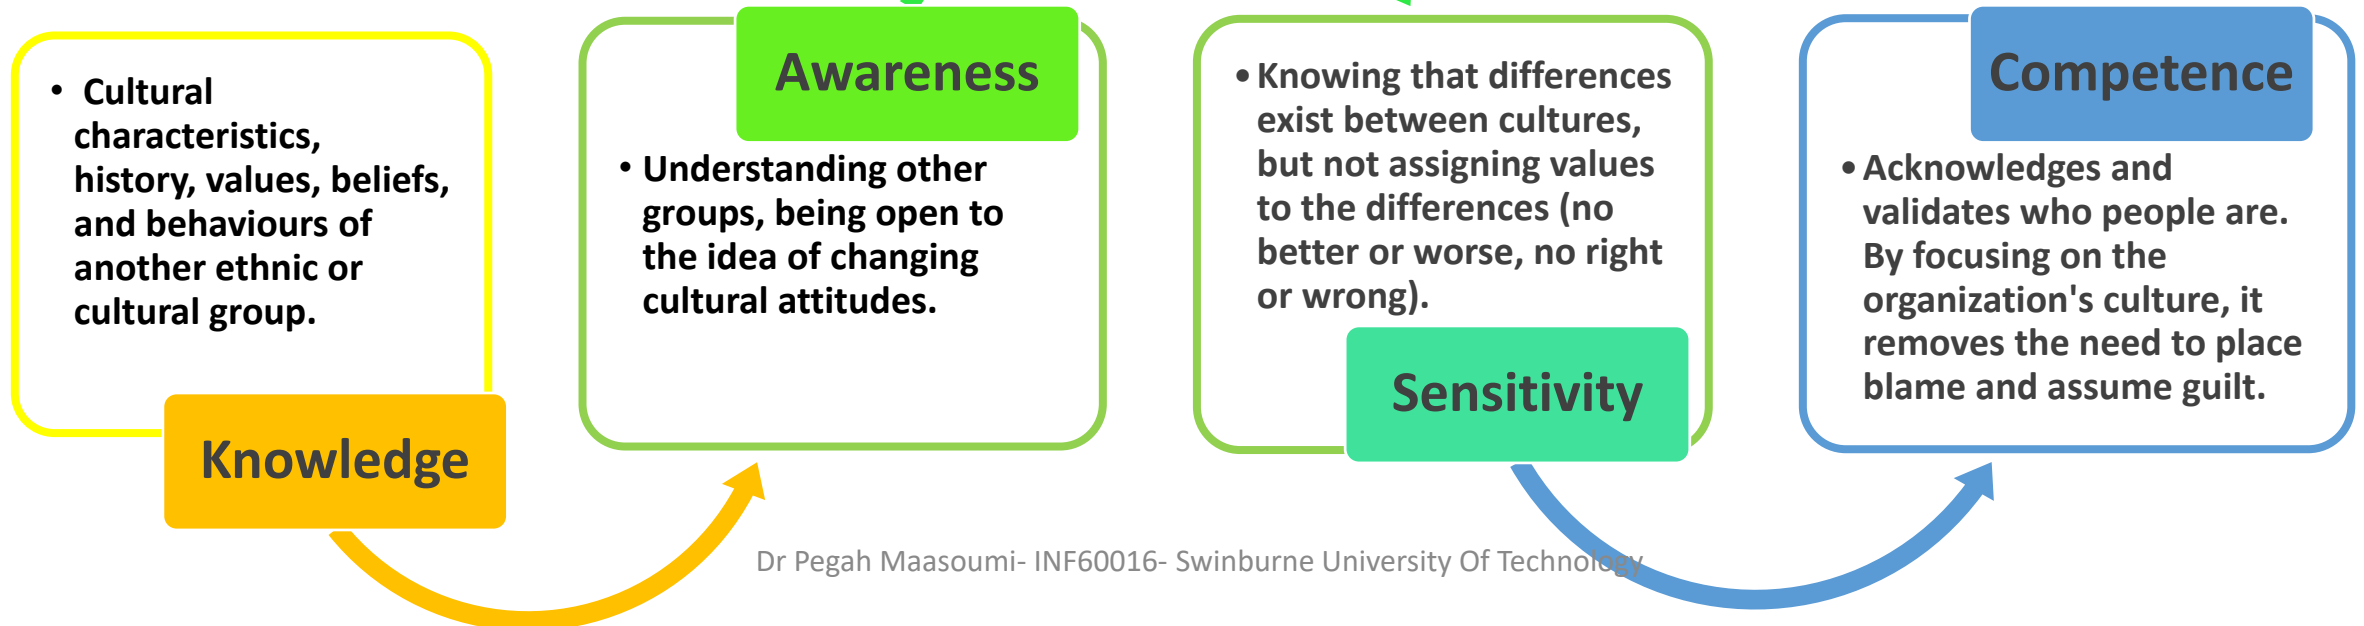 • Cultural
characteristics,
history, values, beliefs,
and behaviours of
another ethnic or
cultural group.
Knowledge
Awareness
• Understanding other
groups, being open to
the idea of changing
cultural attitudes.
• Knowing that differences
exist between cultures,
but not assigning values
to the differences (no
better or worse, no right
or wrong).
Sensitivity
Competence
• Acknowledges and
validates who people are.
By focusing on the
organization's culture, it
removes the need to place
blame and assume guilt.
Dr Pegah Maasoumi- INF60016- Swinburne University Of Technology